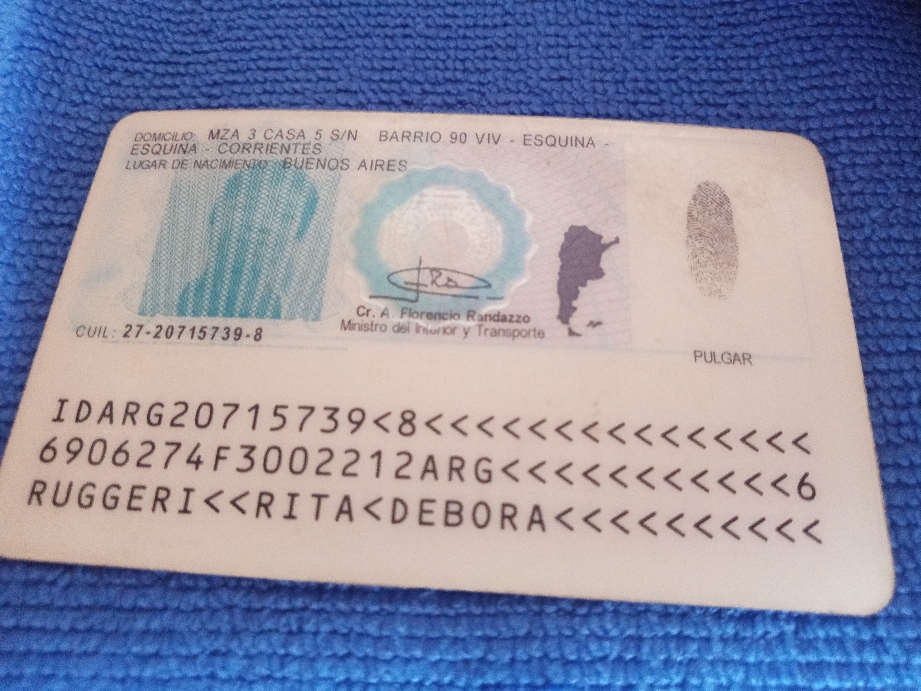 DOMICILIO: MZA 3 CASA 5 S/N BARRIO 90 VIV - ESQUINA -
ESQUINA - CORRIENTES
LUGAR DE NACIMIENTO: BUENOS AIRES
Cr. A. Florencio Randazzo
Ministro del Interior y Transporte
CUIL: 27-20715739-8
PULGAR
IDARG20715739<8<<<<<<<<<<<<<<<
6906274F3002212ARG<<<<<<<<<<<6
RUGGERI<<RITA<DEBORA<<<<<<<<<<